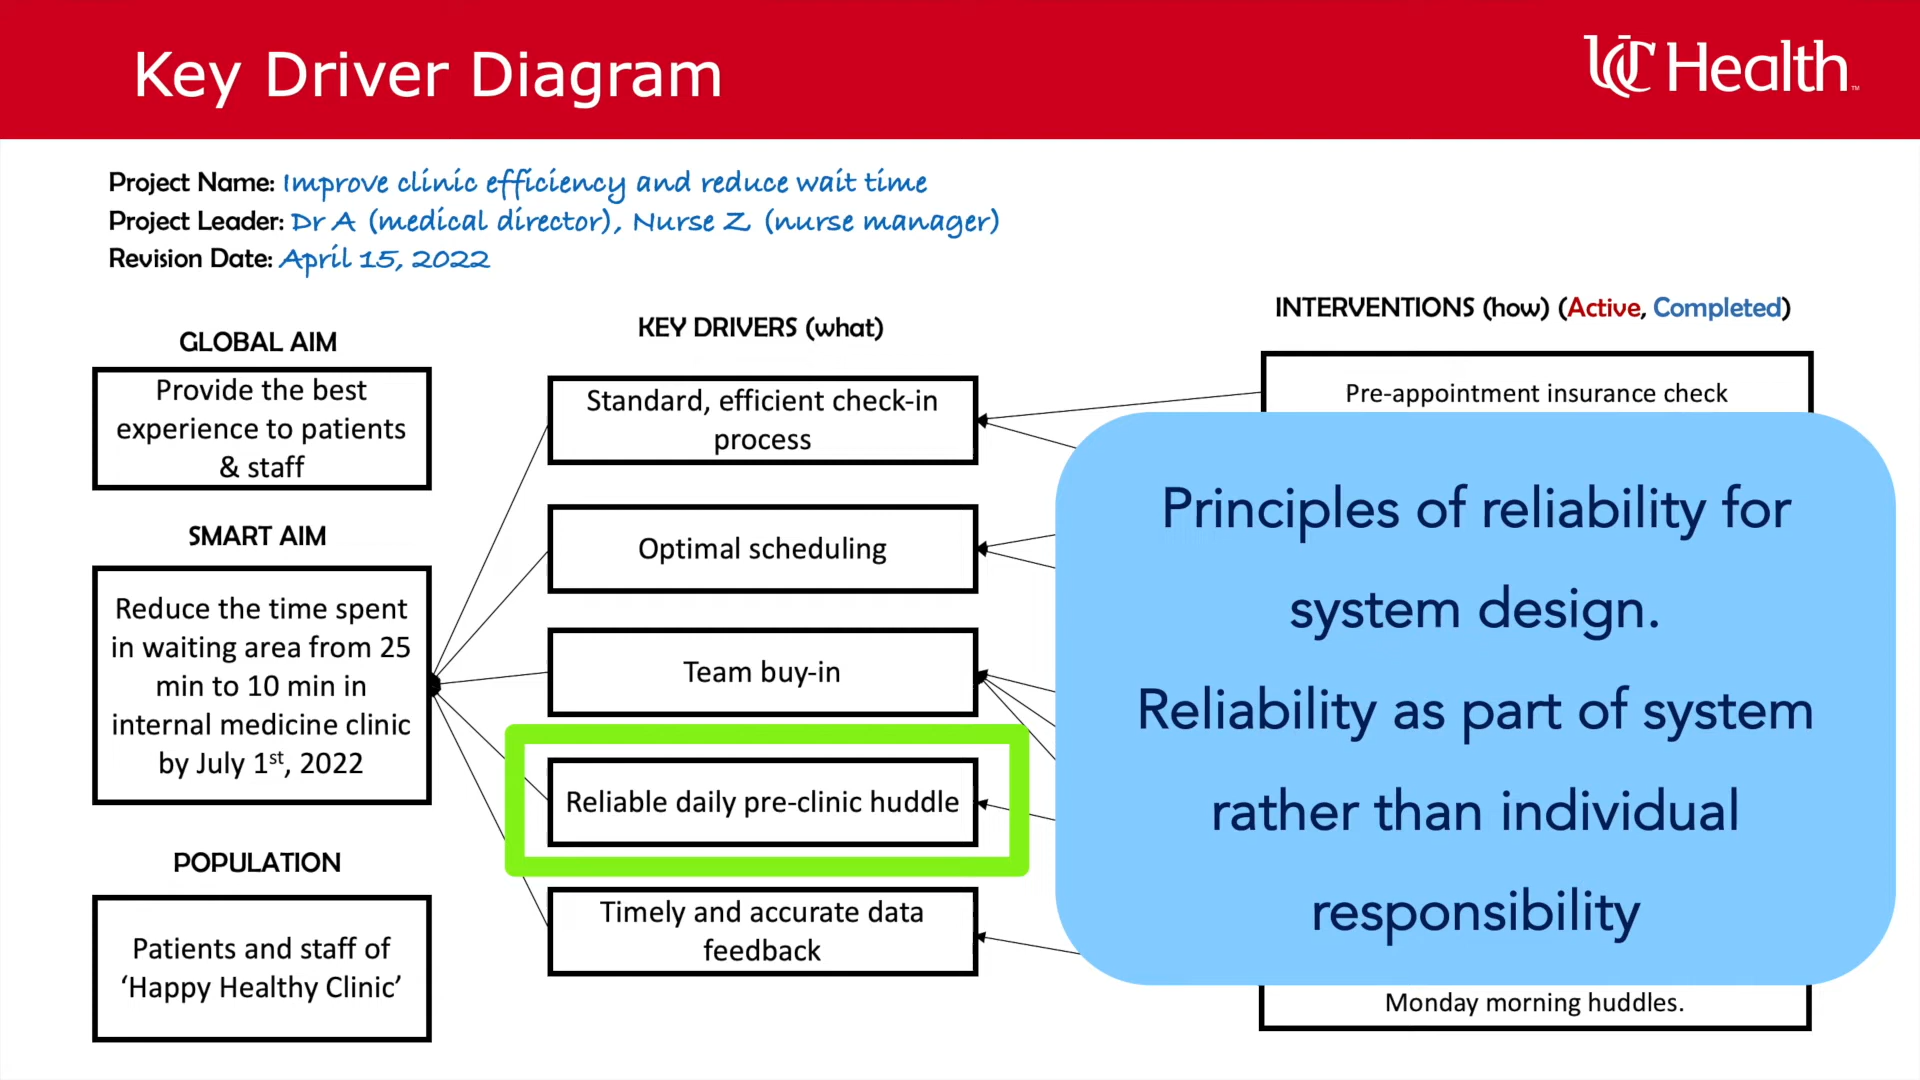 Key Driver Diagram
UC Health™
Project Name: Improve clinic efficiency and reduce wait time
Project Leader: Dr A (medical director), Nurse Z (nurse manager)
Revision Date: April 15, 2022
GLOBAL AIM
Provide the best
experience to patients
& staff
SMART AIM
Reduce the time spent
in waiting area from 25
min to 10 min in
internal medicine clinic
by July 1st, 2022
POPULATION
Patients and staff of
‘Happy Healthy Clinic’
KEY DRIVERS (what)
Standard, efficient check-in
process
Optimal scheduling
Team buy-in
Reliable daily pre-clinic huddle
Timely and accurate data
feedback
INTERVENTIONS (how) (Active, Completed)
Pre-appointment insurance check
Principles of reliability for
system design.
Reliability as part of system
rather than individual
responsibility
Monday morning huddles.